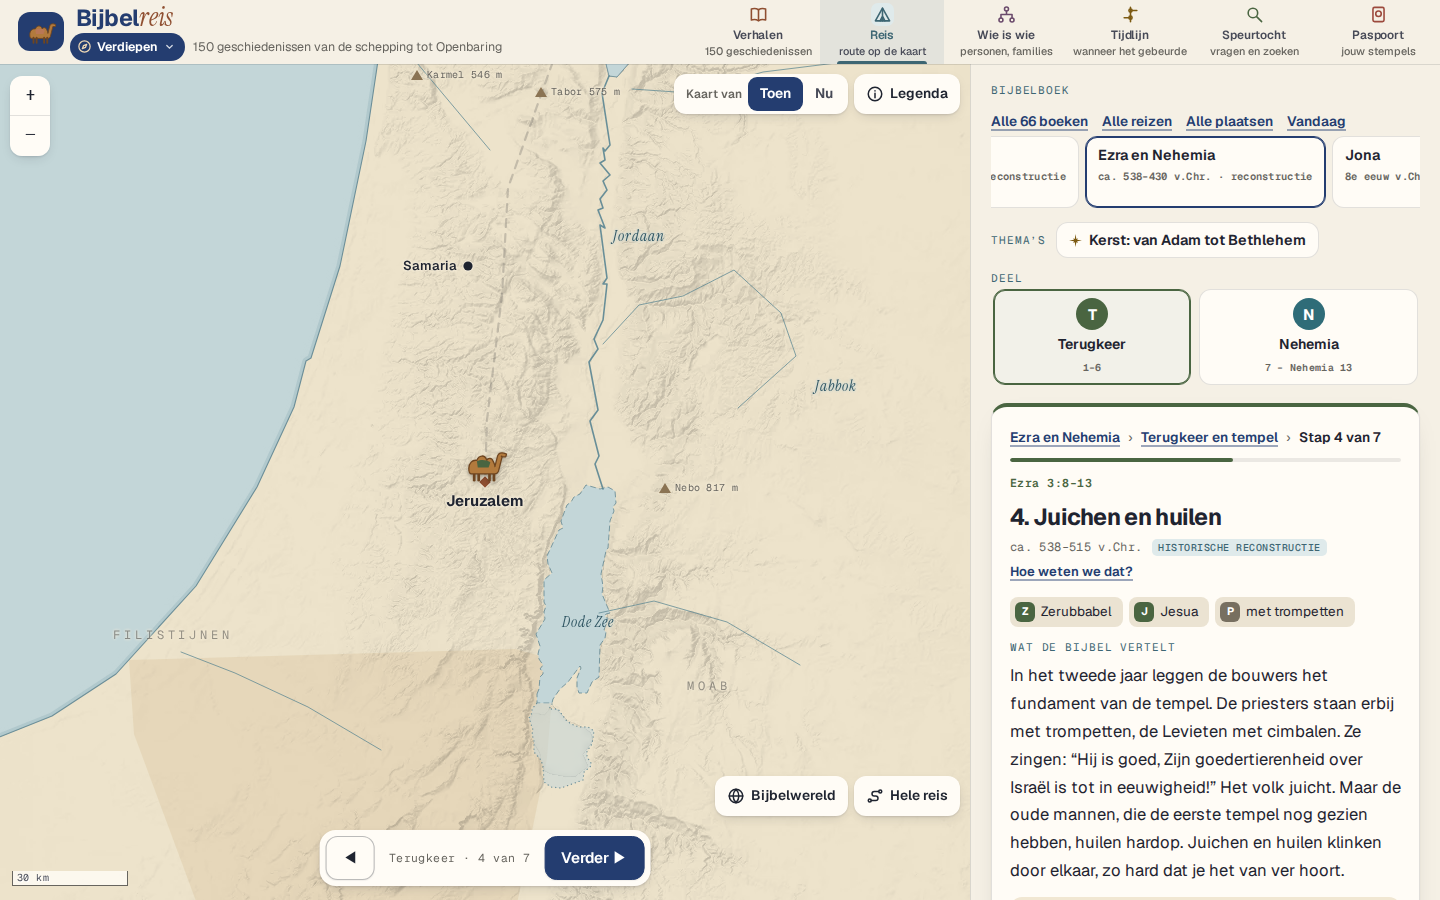 Bijbelreis
Verdiepen
150 geschiedenissen van de schepping tot Openbaring
Verhalen
150 geschiedenissen
Reis
route op de kaart
Wie is wie
personen, families
Tijdlijn
wanneer het gebeurde
Speurtocht
vragen en zoeken
Paspoort
jouw stempels
+
–
Karmel 546 m
Tabor 575 m
Kaart van
Toen
Nu
Legenda
Jordaan
Samaria
Jabbok
Jeruzalem
Nebo 817 m
Dode Zee
FILISTIJNEN
MOAB
Bijbelwereld
Hele reis
Terugkeer · 4 van 7
Verder
30 km
BIJBELBOEK
Alle 66 boeken
Alle reizen
Alle plaatsen
Vandaag
econstructie
Ezra en Nehemia
ca. 538–430 v.Chr. · reconstructie
Jona
8e eeuw v.Ch
THEMA'S
Kerst: van Adam tot Bethlehem
DEEL
T
Terugkeer
1–6
N
Nehemia
7 – Nehemia 13
Ezra en Nehemia › Terugkeer en tempel › Stap 4 van 7
Ezra 3:8–13
4. Juichen en huilen
ca. 538–515 v.Chr.
HISTORISCHE RECONSTRUCTIE
Hoe weten we dat?
Z Zerubbabel
J Jesua
P met trompetten
WAT DE BIJBEL VERTELT
In het tweede jaar leggen de bouwers het
fundament van de tempel. De priesters staan erbij
met trompetten, de Levieten met cimbalen. Ze
zingen: “Hij is goed, Zijn goedertierenheid over
Israël is tot in eeuwigheid!” Het volk juicht. Maar de
oude mannen, die de eerste tempel nog gezien
hebben, huilen hardop. Juichen en huilen klinken
door elkaar, zo hard dat je het van ver hoort.